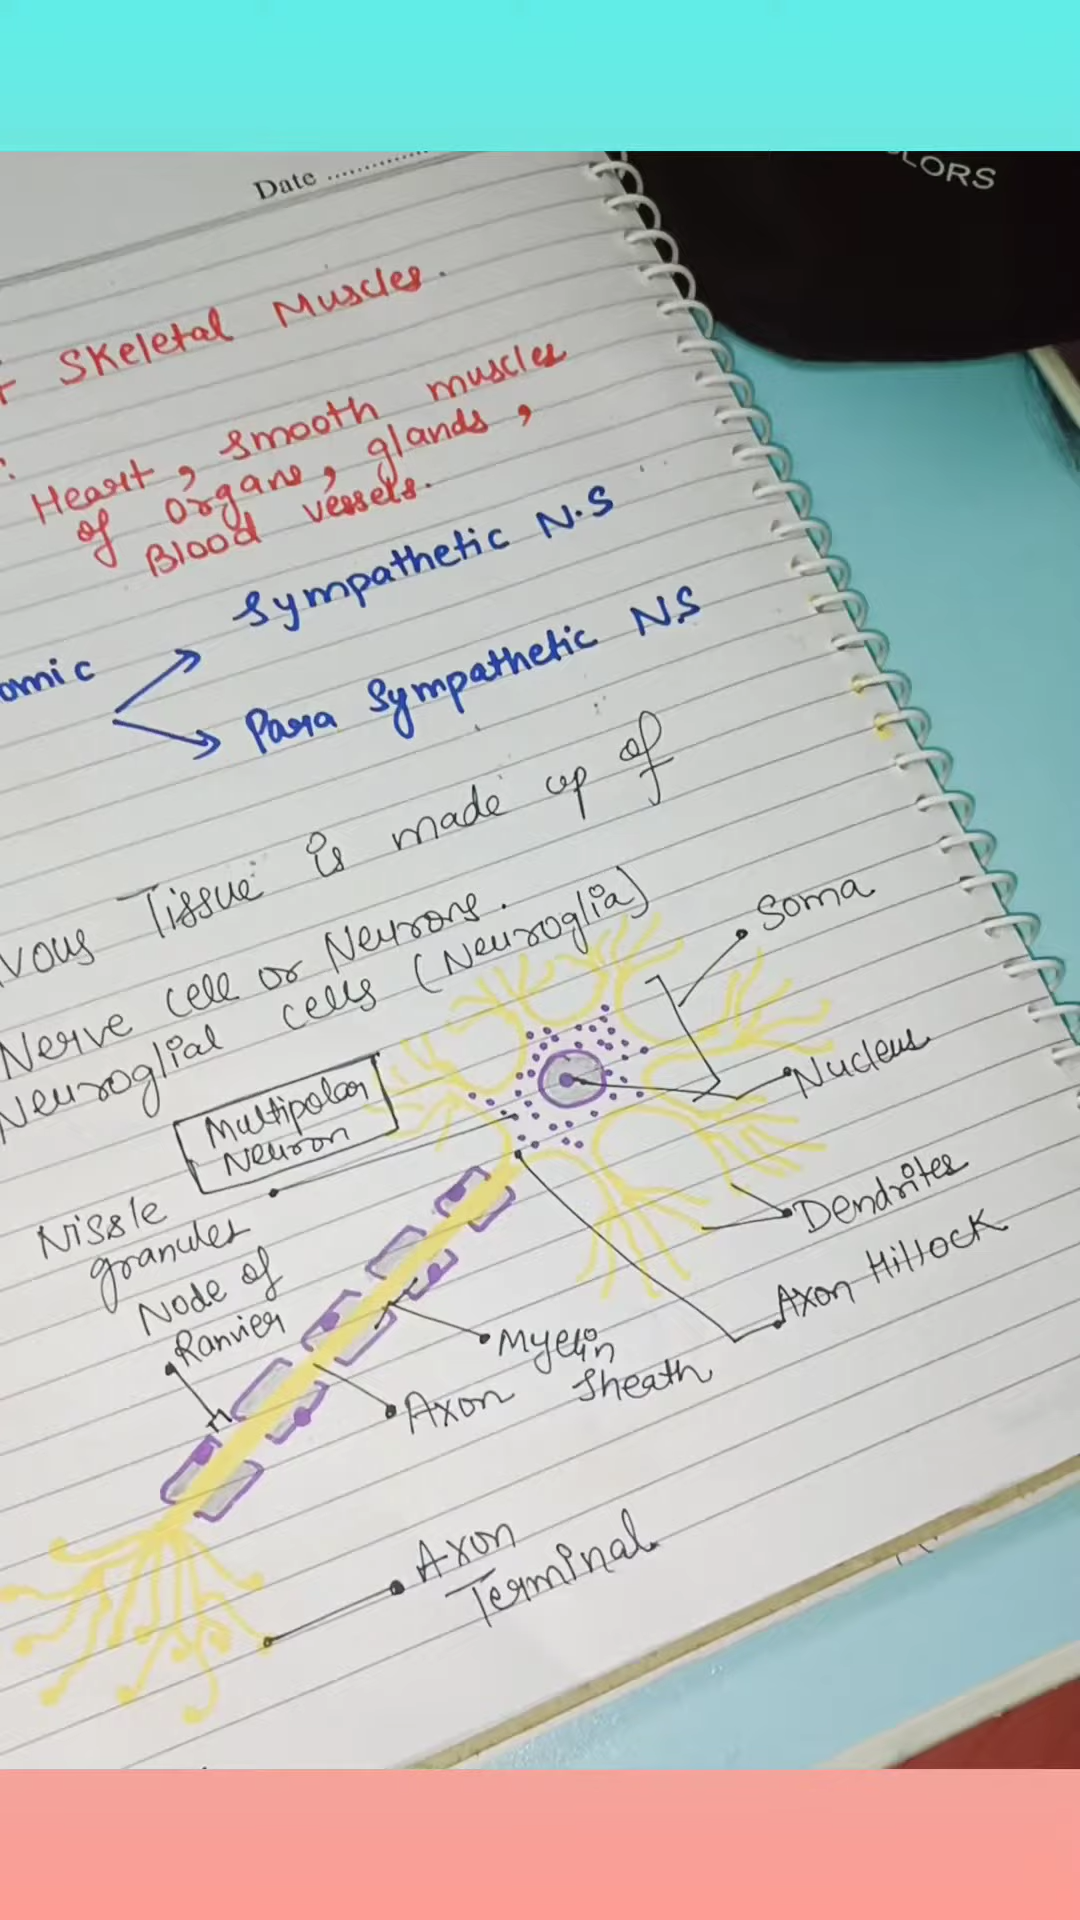 Date ................
LORS
Skeletal Muscles.
Heart, smooth muscles
of organs, glands,
Blood vessels.
Sympathetic N.S
omic
Para Sympathetic N.S
vous Tissue is made up of
Nerve cell or Neurons.
Neuroglial cells (Neuroglia)
Soma
Multipolar
Neuron
Nucleus
Nissle
granules
Dendrites
Node of
Ranvier
Axon Hillock
Myelin
Sheath
Axon
Axon
Terminal